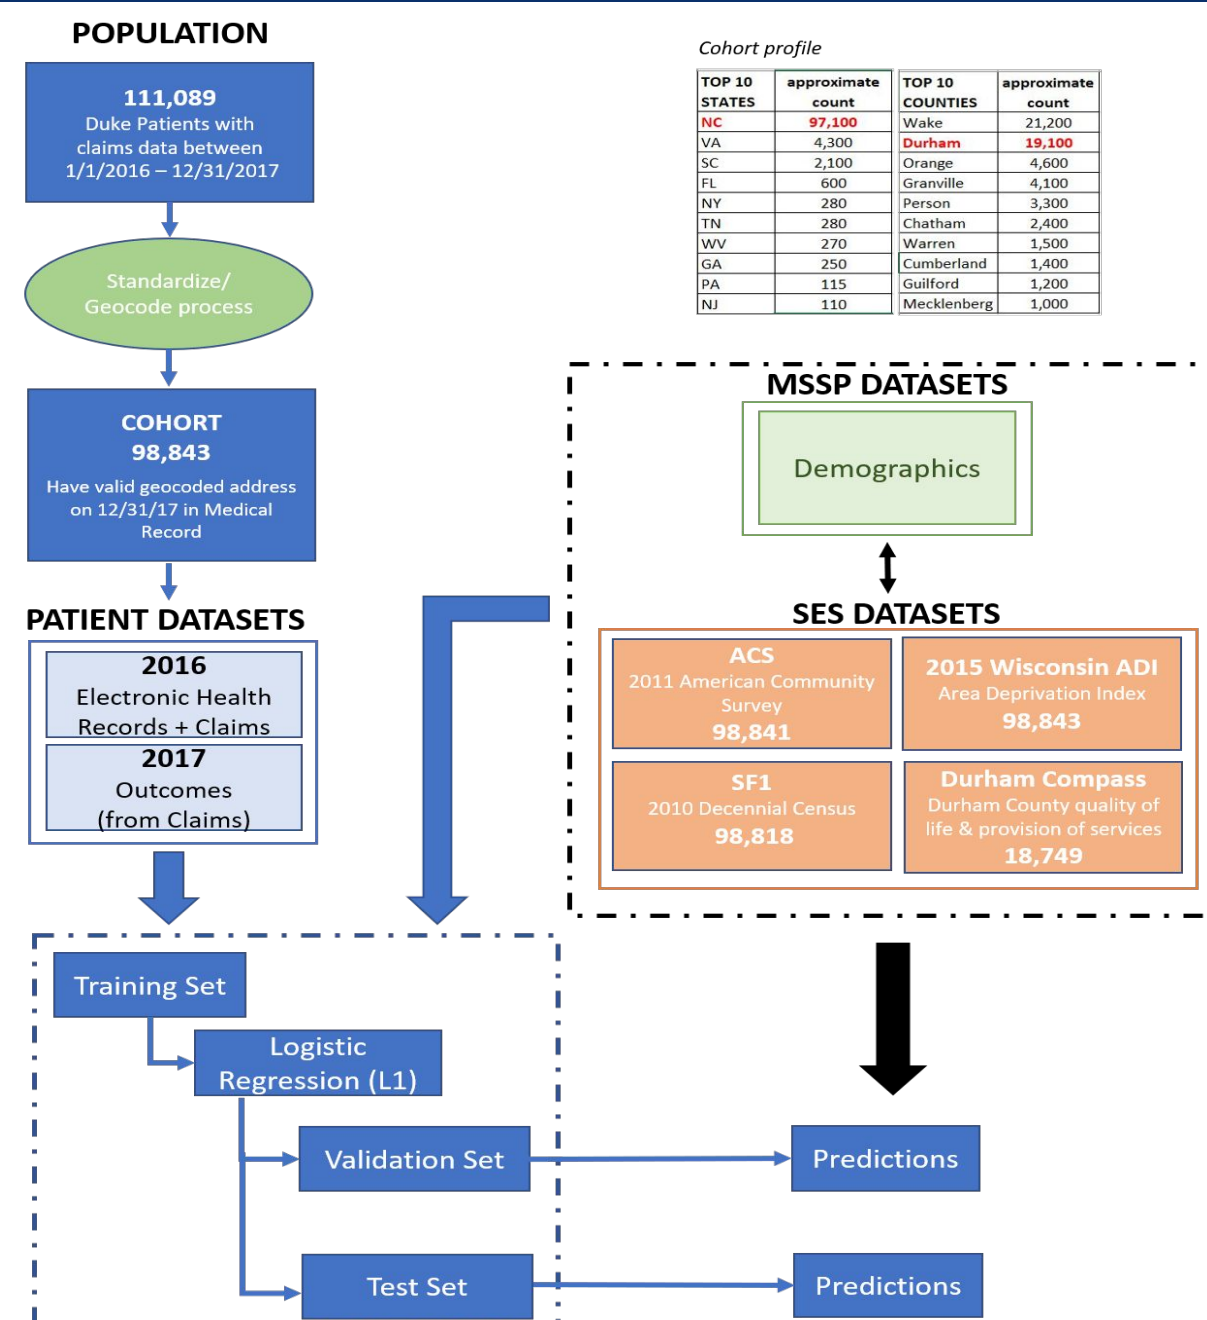 POPULATION
111,089
Duke Patients with
claims data between
1/1/2016 – 12/31/2017
Standardize/
Geocode process
COHORT
98,843
Have valid geocoded address
on 12/31/17 in Medical
Record
PATIENT DATASETS
2016
Electronic Health
Records + Claims
2017
Outcomes
(from Claims)
Cohort profile
TOP 10 STATES approximate count TOP 10 COUNTIES approximate count
NC 97,100 Wake 21,200
VA 4,300 Durham 19,100
SC 2,100 Orange 4,600
FL 600 Granville 4,100
NY 280 Person 3,300
TN 280 Chatham 2,400
WV 270 Warren 1,500
GA 250 Cumberland 1,400
PA 115 Guilford 1,200
NJ 110 Mecklenberg 1,000
MSSP DATASETS
Demographics
SES DATASETS
ACS
2011 American Community
Survey
98,841
2015 Wisconsin ADI
Area Deprivation Index
98,843
SF1
2010 Decennial Census
98,818
Durham Compass
Durham County quality of
life & provision of services
18,749
Training Set
Logistic
Regression (L1)
Validation Set
Predictions
Test Set
Predictions